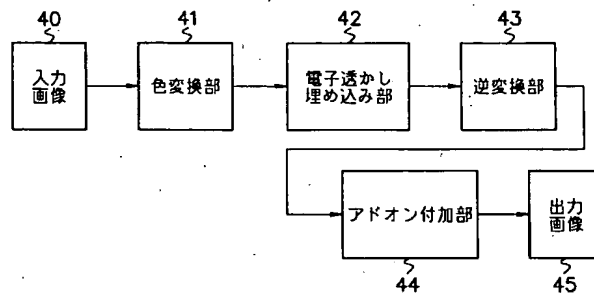 40
41
42
43
入力
画像
色変換部
電子透かし
埋め込み部
逆変換部
アドオン付加部
出力
画像
44
45